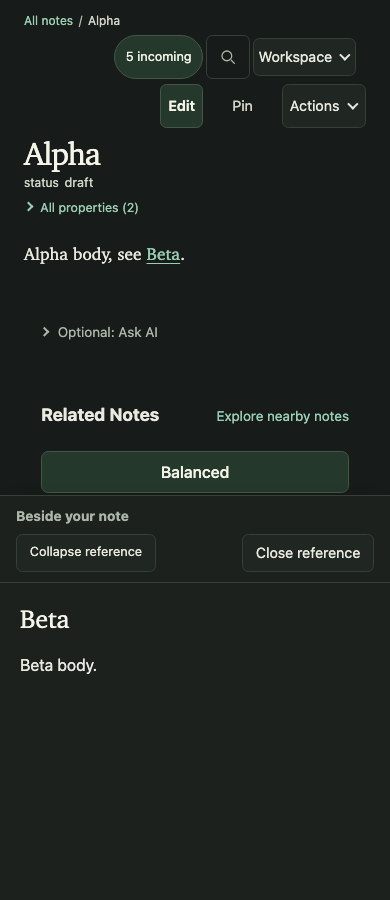 All notes / Alpha
5 incoming
Workspace
Edit
Pin
Actions
Alpha
status draft
All properties (2)
Alpha body, see Beta.
Optional: Ask AI
Related Notes
Explore nearby notes
Balanced
Beside your note
Collapse reference
Close reference
Beta
Beta body.